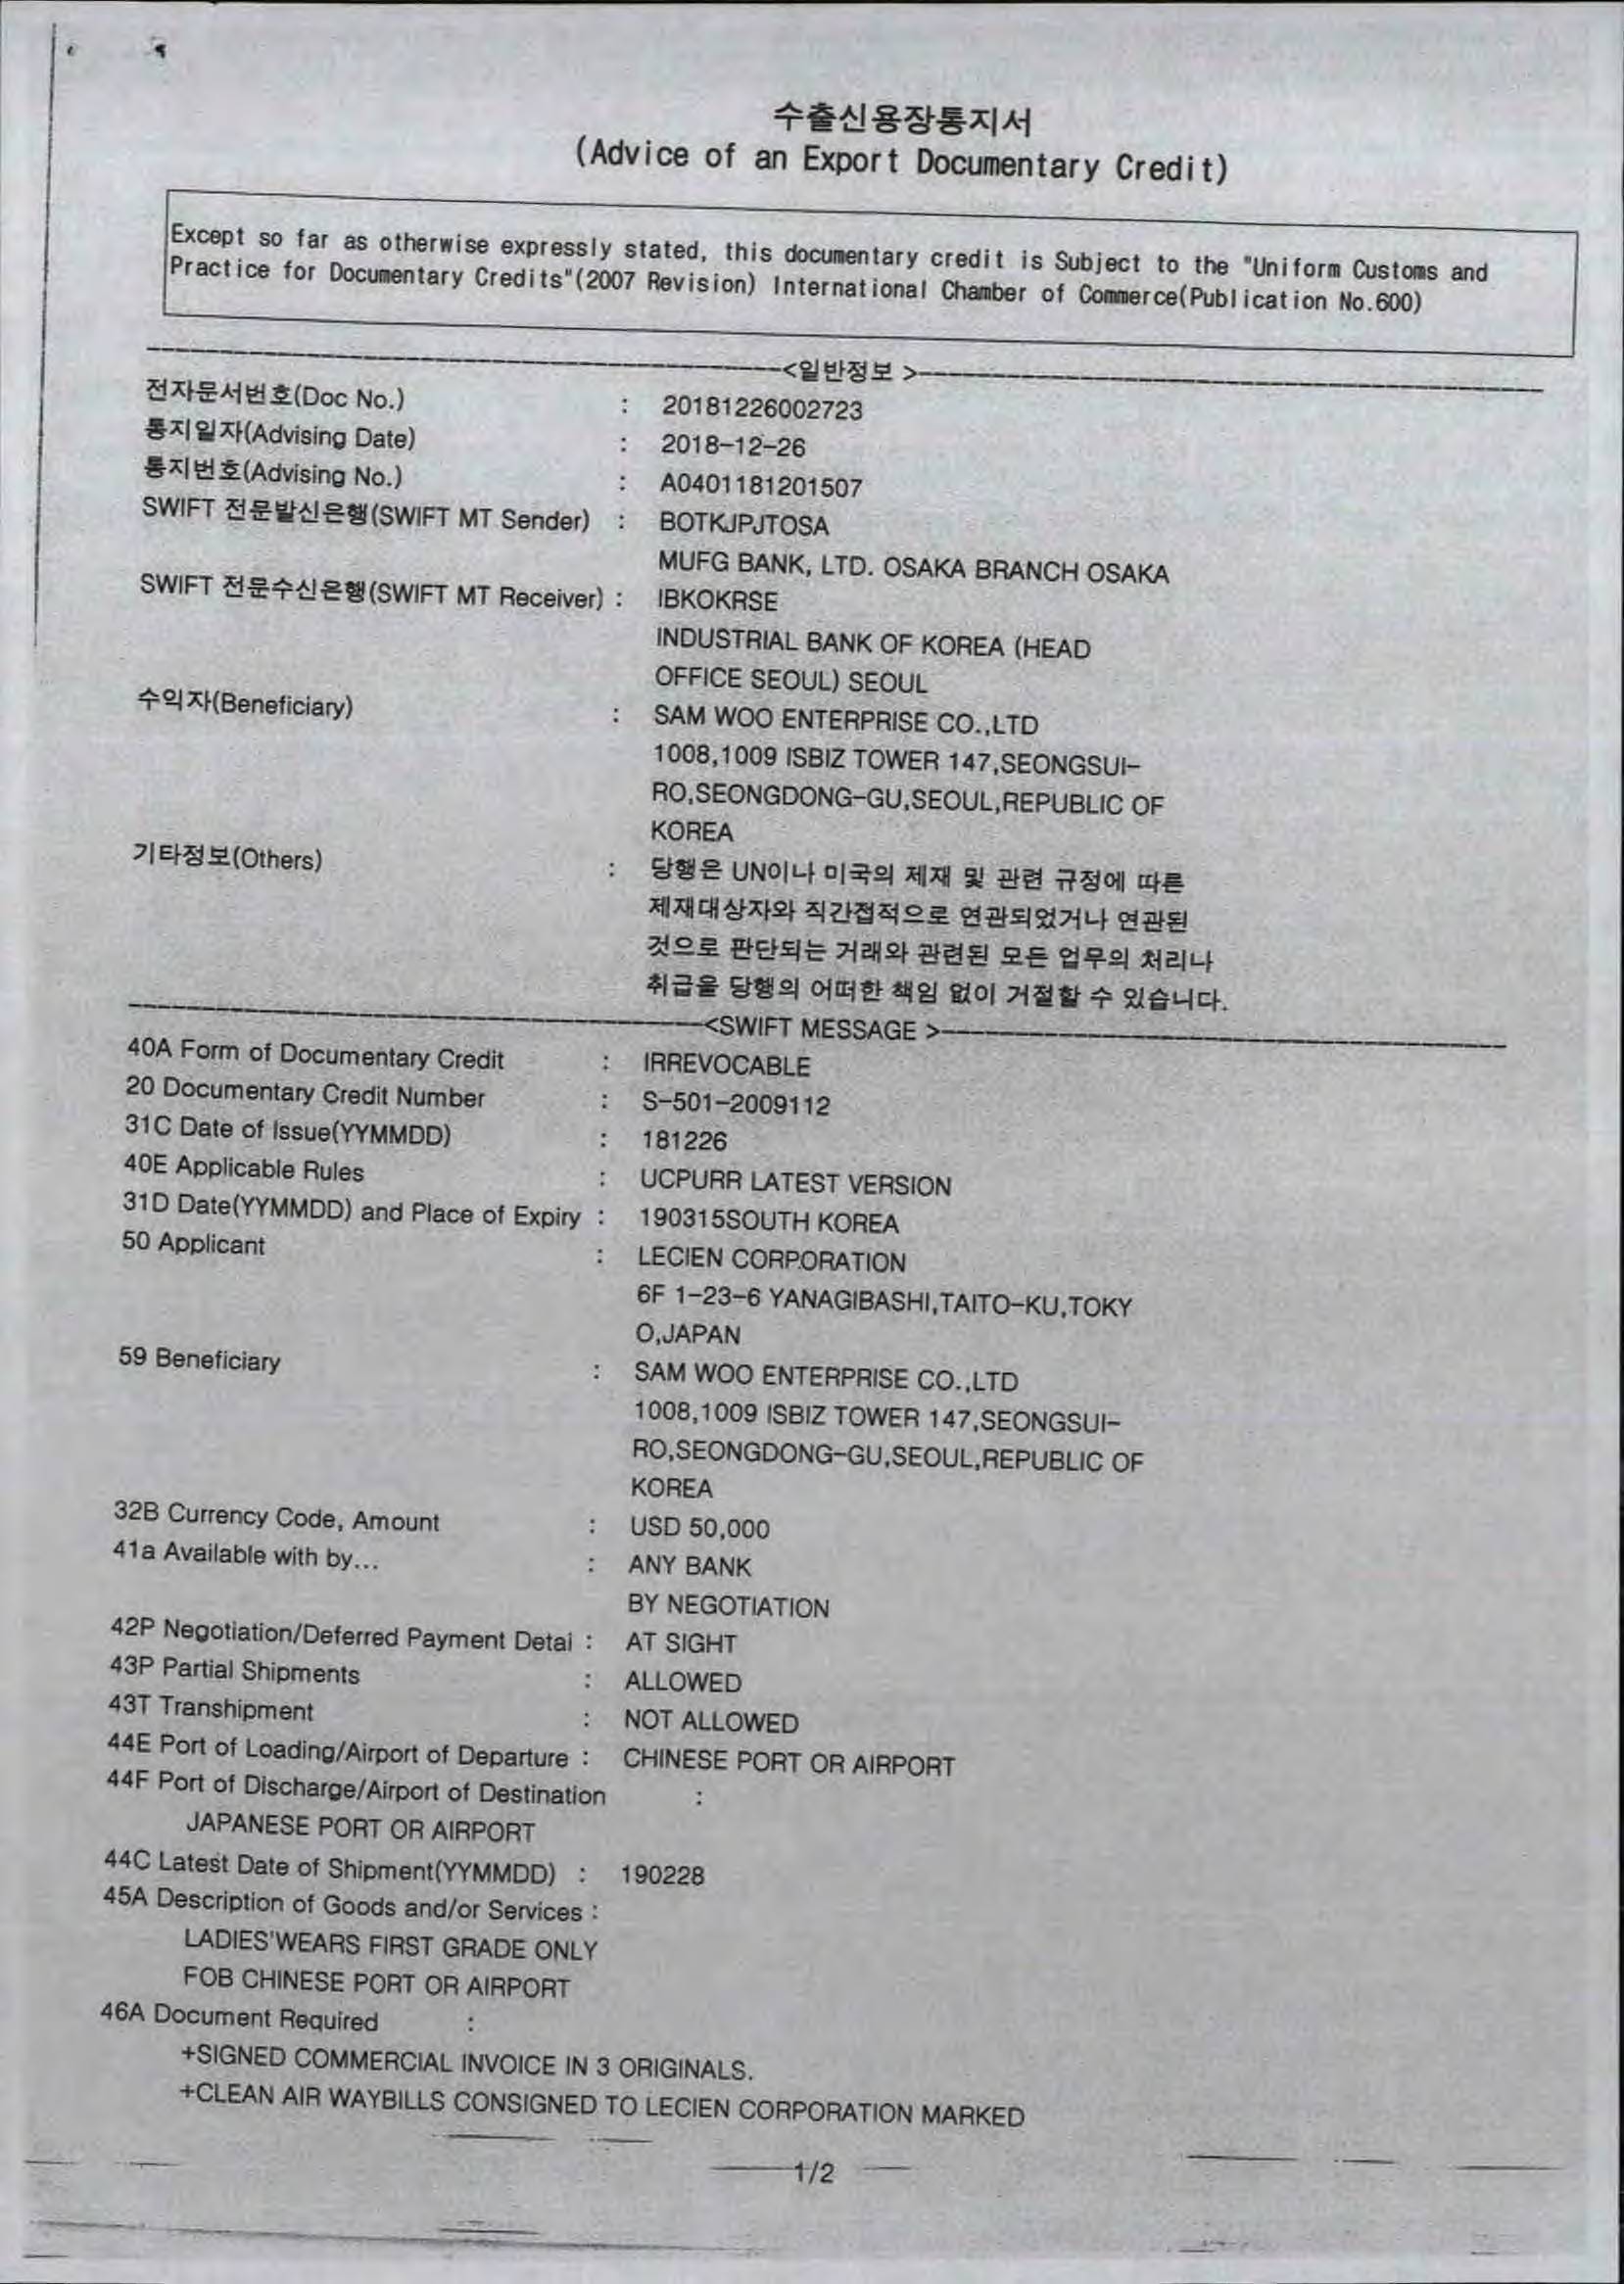 수출신용장통지서
(Advice of an Export Documentary Credit)
Except so far as otherwise expressly stated, this documentary credit is Subject to the "Uniform Customs and
Practice for Documentary Credits"(2007 Revision) International Chamber of Commerce(Publication No.600)
<일반정보 >
전자문서번호(Doc No.) : 20181226002723
통지일자(Advising Date) : 2018-12-26
통지번호(Advising No.) : A0401181201507
SWIFT 전문발신은행(SWIFT MT Sender) : BOTKJPJTOSA
MUFG BANK, LTD. OSAKA BRANCH OSAKA
SWIFT 전문수신은행(SWIFT MT Receiver) : IBKOKRSE
INDUSTRIAL BANK OF KOREA (HEAD
OFFICE SEOUL) SEOUL
수익자(Beneficiary) : SAM WOO ENTERPRISE CO.,LTD
1008,1009 ISBIZ TOWER 147,SEONGSUI-
RO,SEONGDONG-GU,SEOUL,REPUBLIC OF
KOREA
기타정보(Others) : 당행은 UN이나 미국의 제재 및 관련 규정에 따른
제재대상자와 직간접적으로 연관되었거나 연관된
것으로 판단되는 거래와 관련된 모든 업무의 처리나
취급을 당행의 어떠한 책임 없이 거절할 수 있습니다.
<SWIFT MESSAGE >
40A Form of Documentary Credit : IRREVOCABLE
20 Documentary Credit Number : S-501-2009112
31C Date of Issue(YYMMDD) : 181226
40E Applicable Rules : UCPURR LATEST VERSION
31D Date(YYMMDD) and Place of Expiry : 190315SOUTH KOREA
50 Applicant : LECIEN CORPORATION
6F 1-23-6 YANAGIBASHI,TAITO-KU,TOKY
O,JAPAN
59 Beneficiary : SAM WOO ENTERPRISE CO.,LTD
1008,1009 ISBIZ TOWER 147,SEONGSUI-
RO,SEONGDONG-GU,SEOUL,REPUBLIC OF
KOREA
32B Currency Code, Amount : USD 50,000
41a Available with by... : ANY BANK
BY NEGOTIATION
42P Negotiation/Deferred Payment Detai : AT SIGHT
43P Partial Shipments : ALLOWED
43T Transhipment : NOT ALLOWED
44E Port of Loading/Airport of Departure : CHINESE PORT OR AIRPORT
44F Port of Discharge/Airport of Destination :
JAPANESE PORT OR AIRPORT
44C Latest Date of Shipment(YYMMDD) : 190228
45A Description of Goods and/or Services :
LADIES'WEARS FIRST GRADE ONLY
FOB CHINESE PORT OR AIRPORT
46A Document Required :
+SIGNED COMMERCIAL INVOICE IN 3 ORIGINALS.
+CLEAN AIR WAYBILLS CONSIGNED TO LECIEN CORPORATION MARKED
1/2